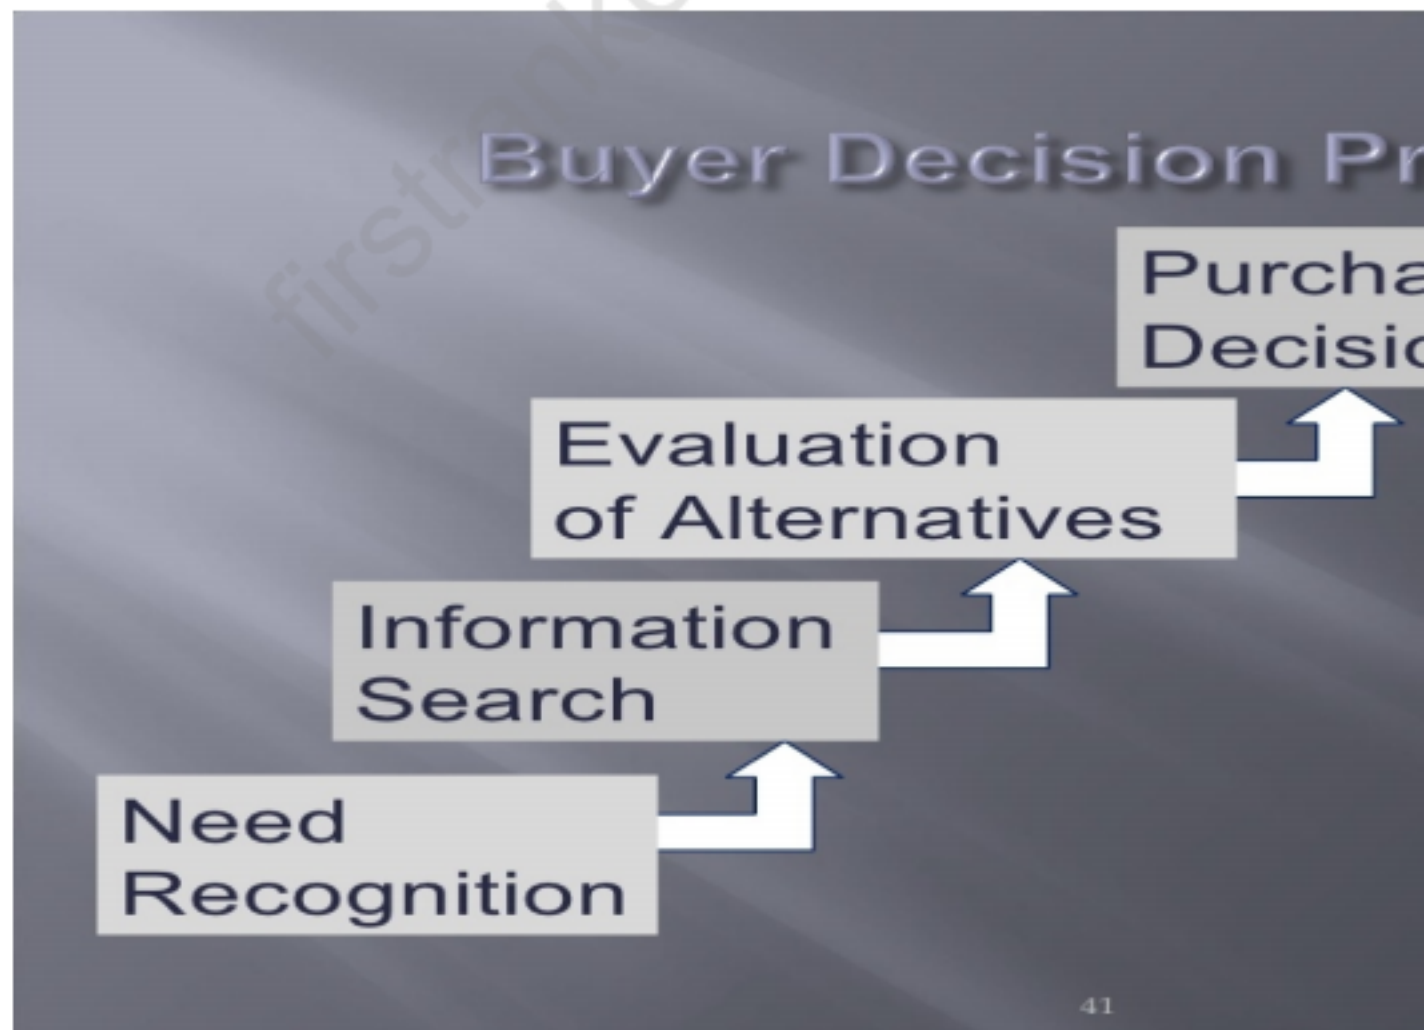 Buyer Decision Pr
Purcha
Decisio
Evaluation
of Alternatives
Information
Search
Need
Recognition
41